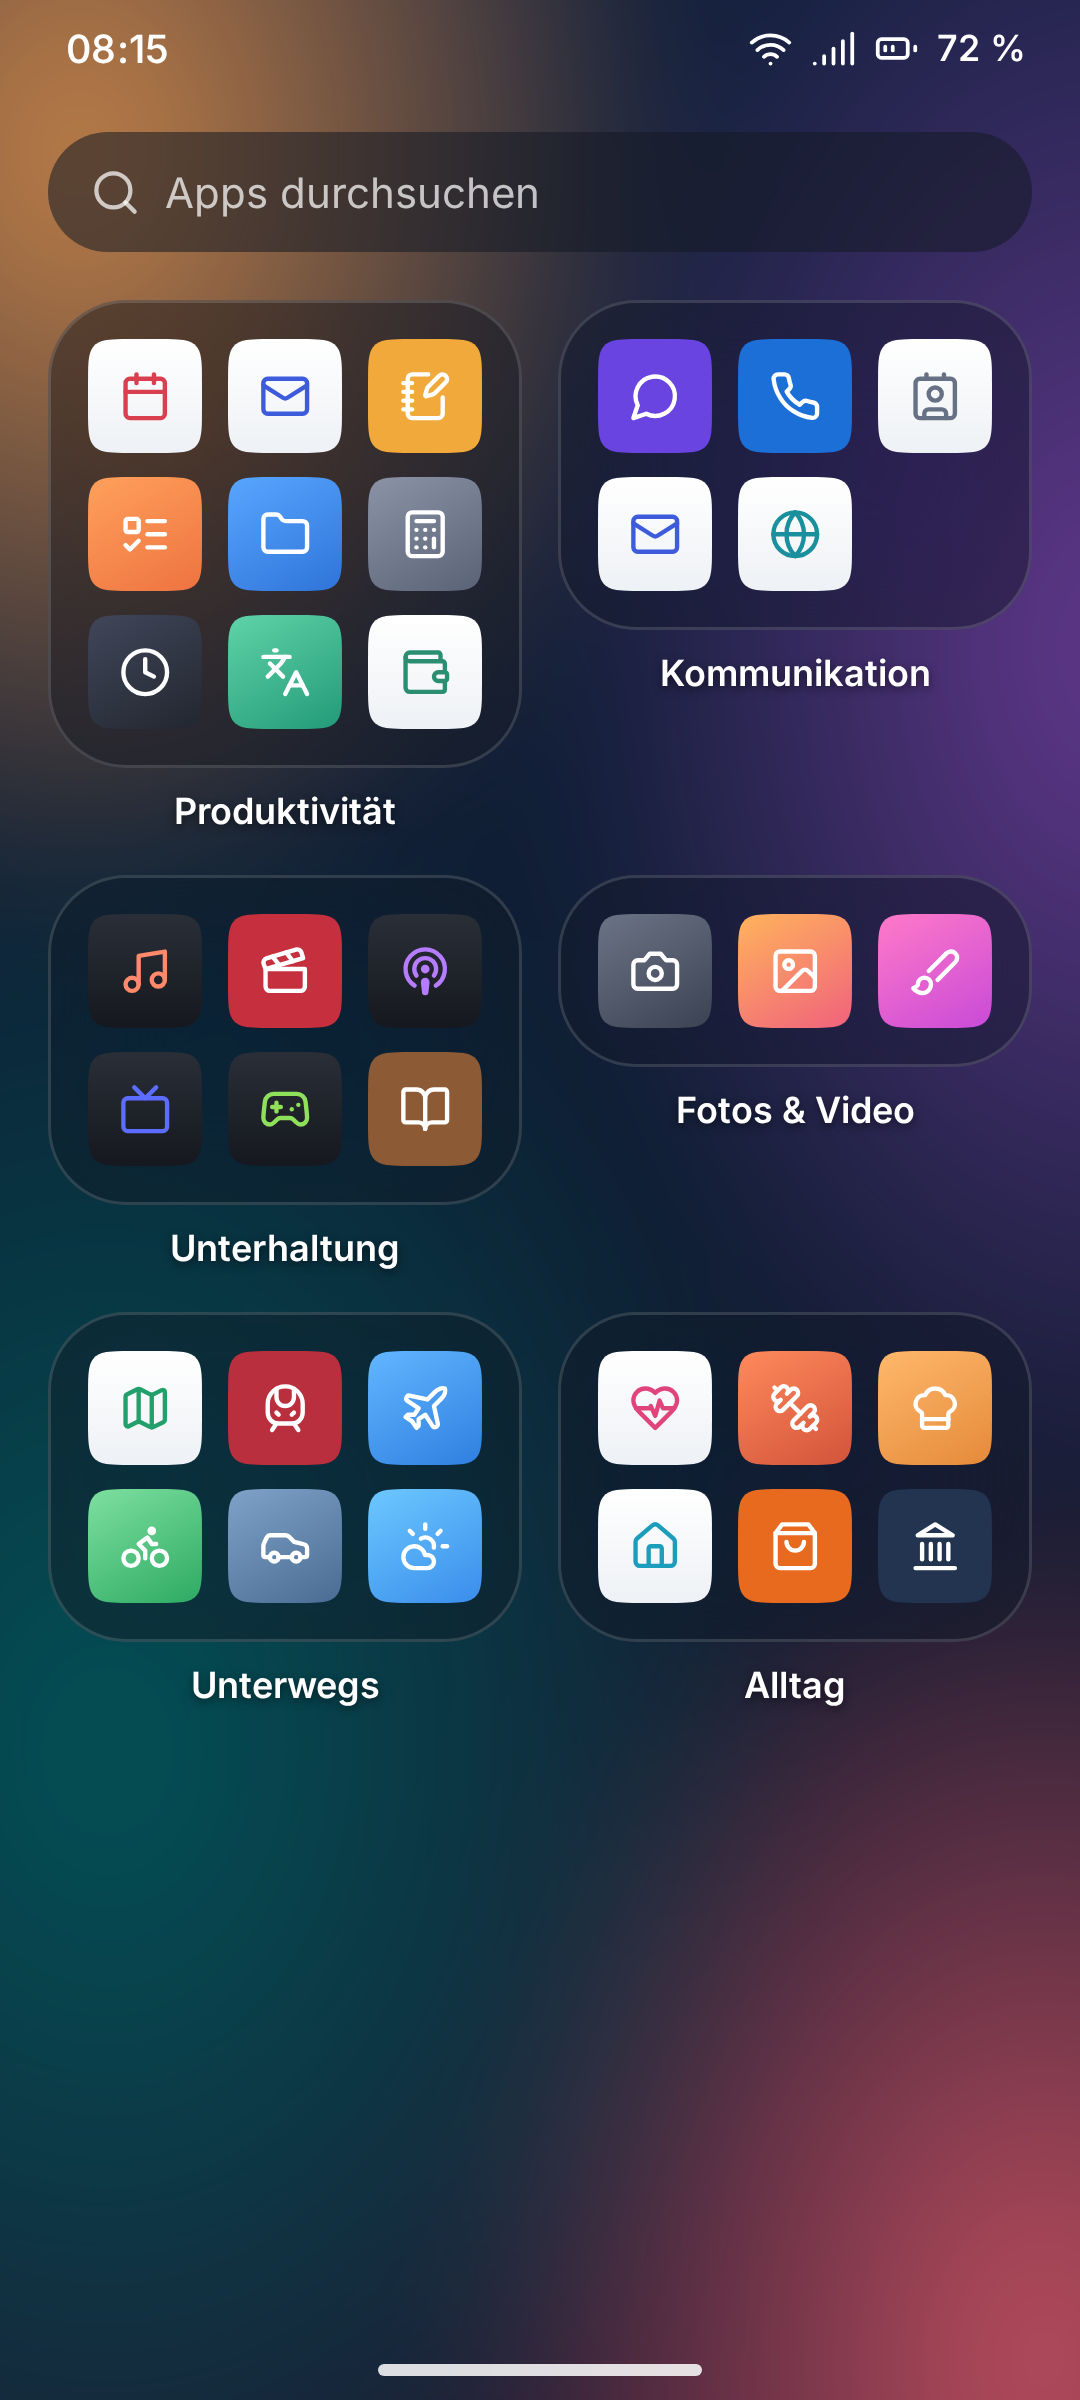 08:15
72 %
Apps durchsuchen
Produktivität
Kommunikation
Unterhaltung
Fotos & Video
Unterwegs
Alltag